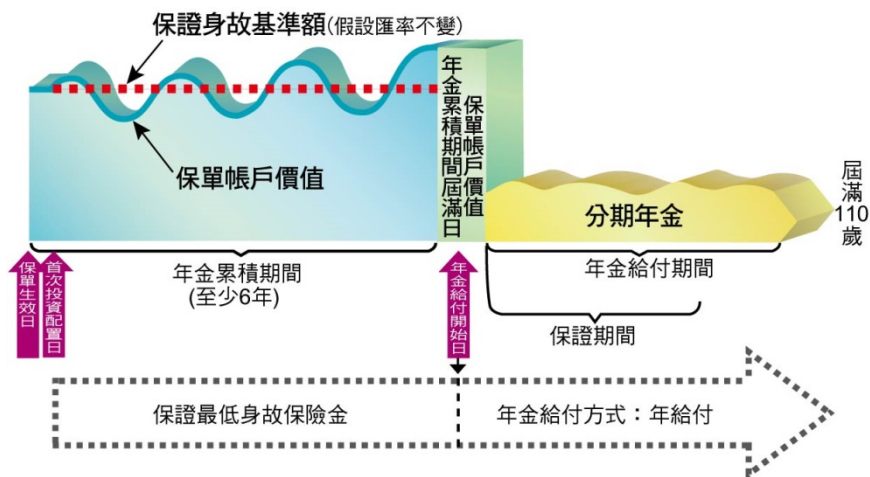 保證身故基準額(假設匯率不變)
保單帳戶價值
年金累積期間屆滿日
保單帳戶價值
分期年金
屆滿
110
歲
保單生效日
首次投資配置日
年金累積期間
(至少6年)
年金給付開始日
年金給付期間
保證期間
保證最低身故保險金
年金給付方式：年給付